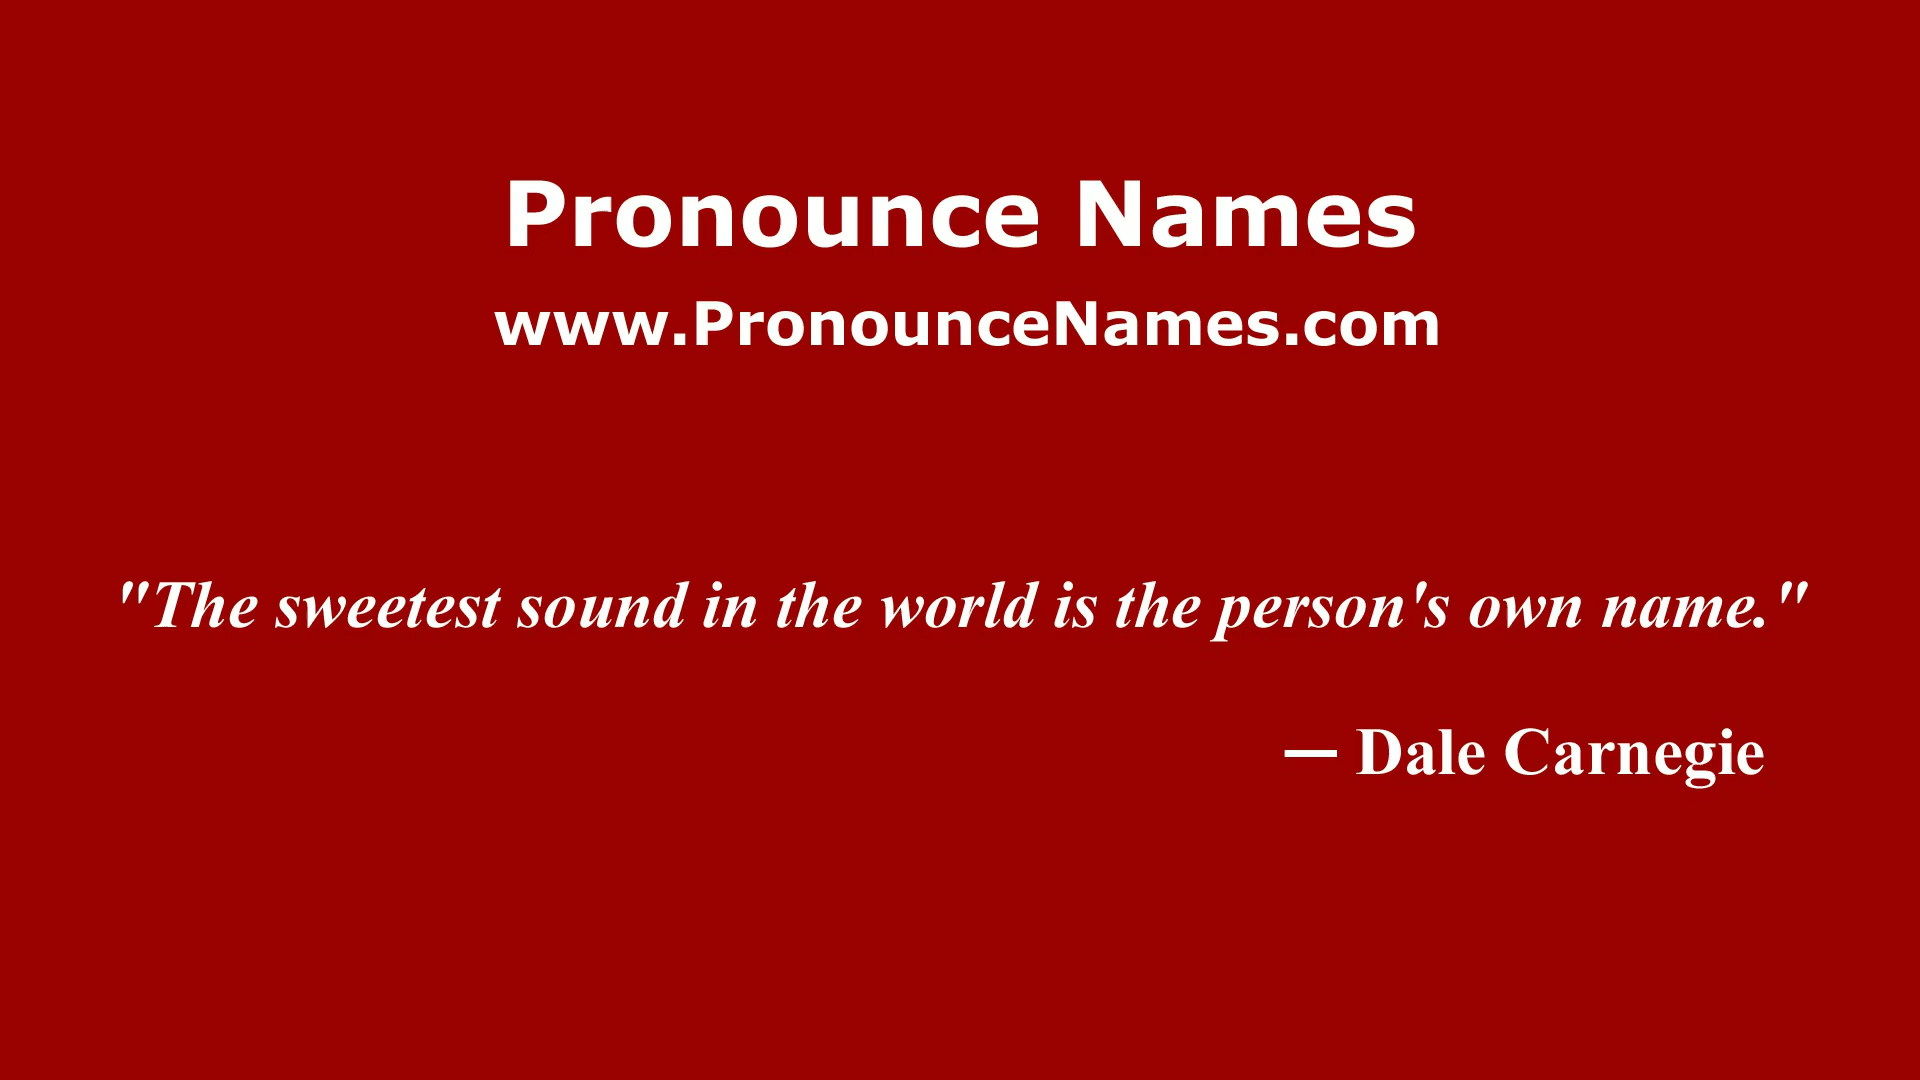 Pronounce Names
www.PronounceNames.com
"The sweetest sound in the world is the person's own name."
— Dale Carnegie